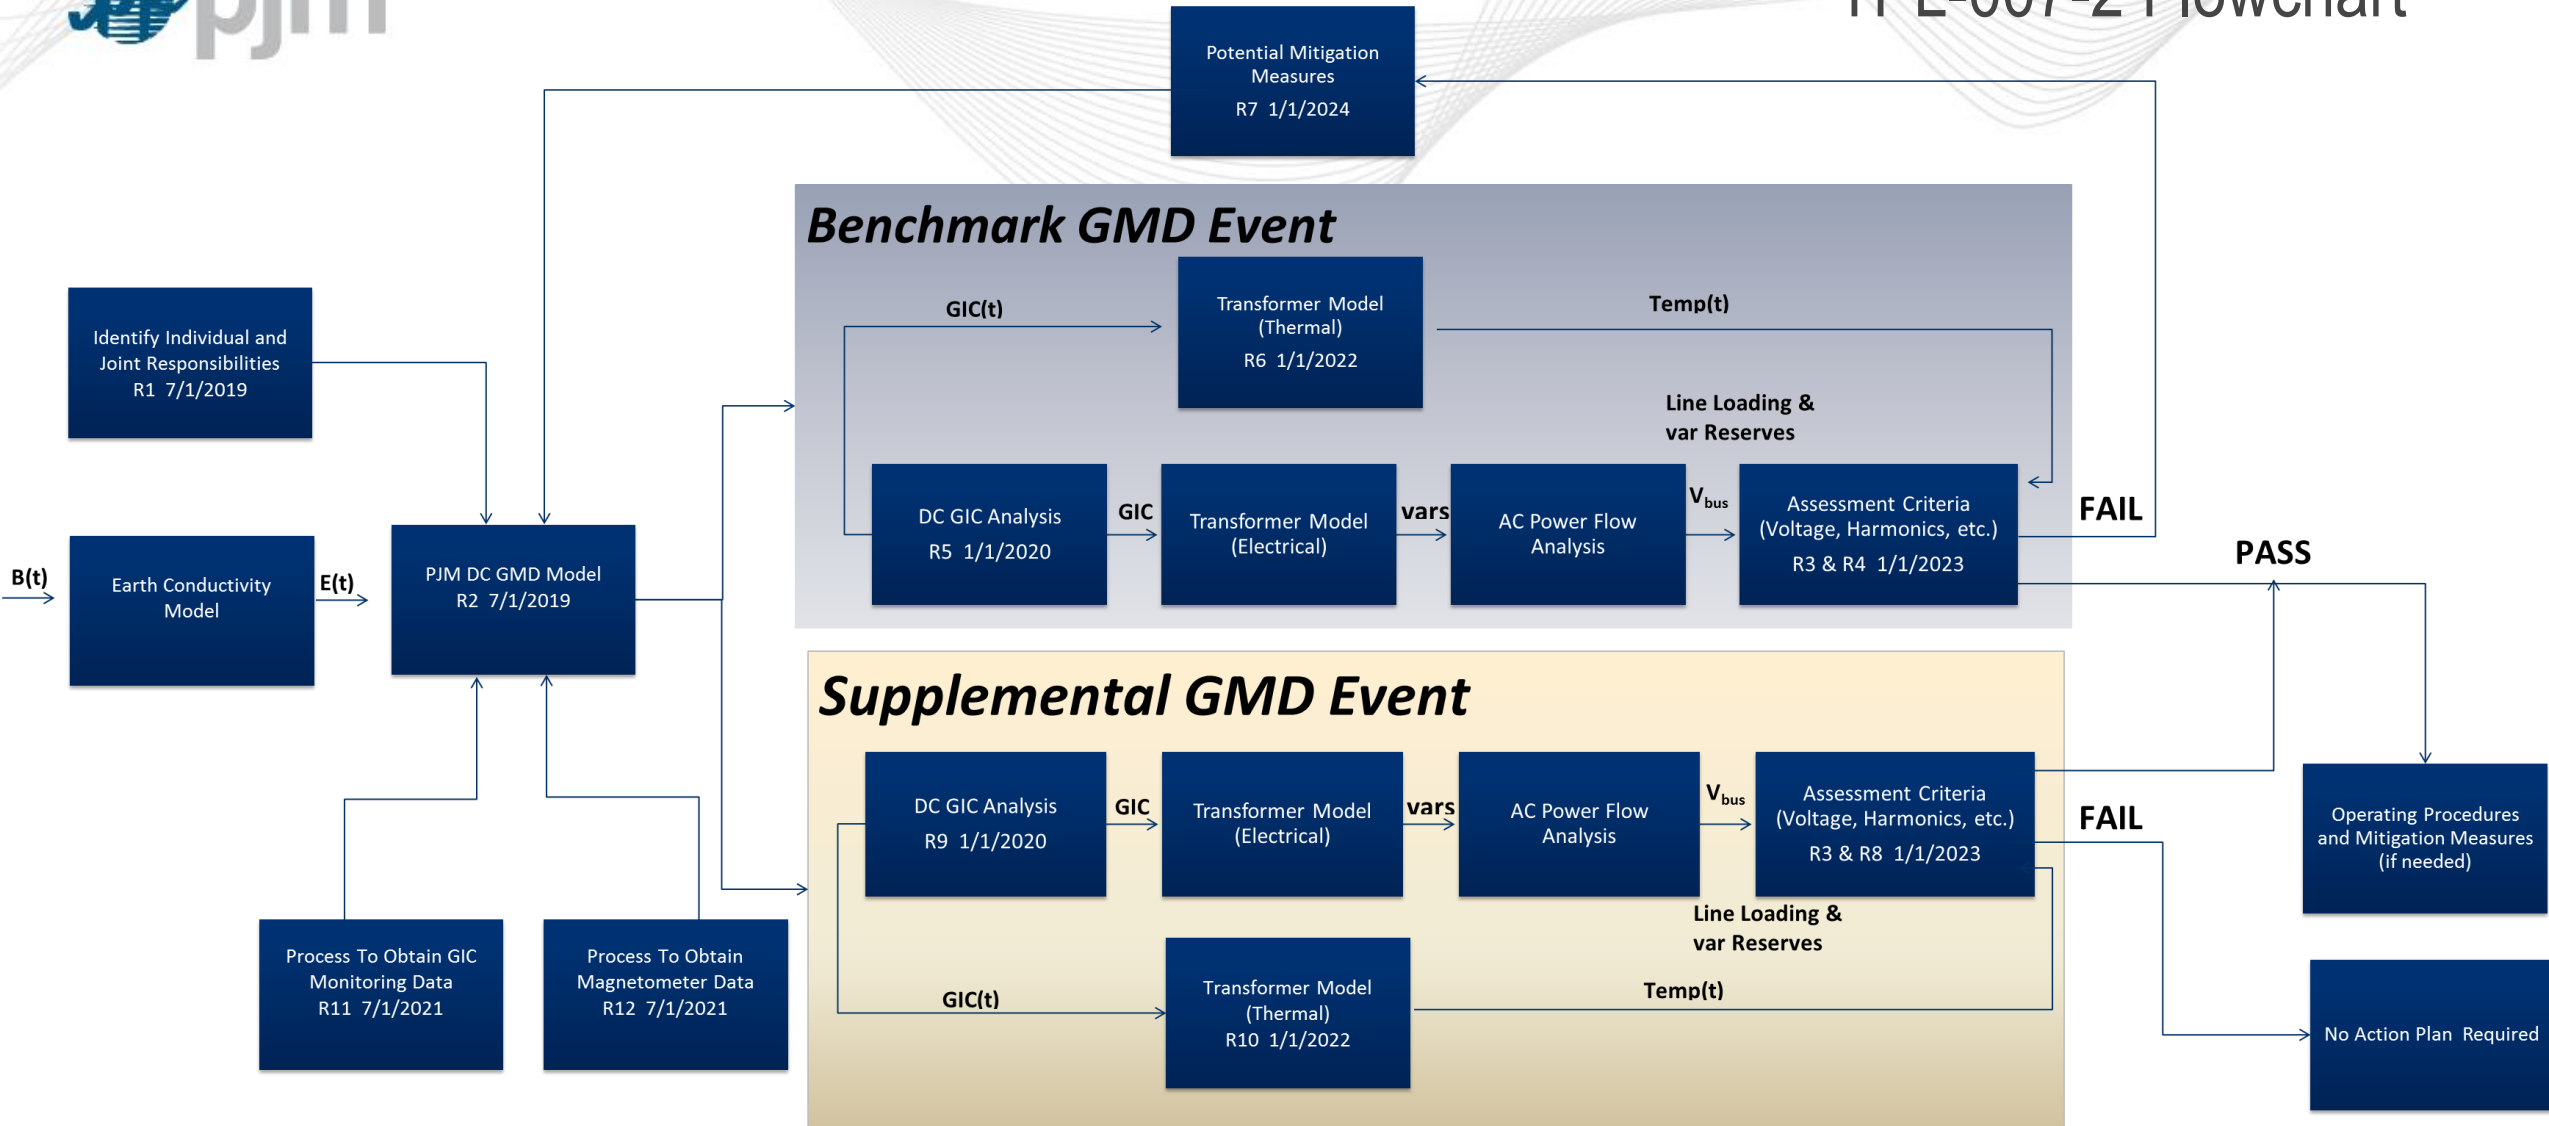 pjm
TPL-007-2 Flowchart
Potential Mitigation
Measures
R7 1/1/2024
Benchmark GMD Event
GIC(t)
Transformer Model
(Thermal)
R6 1/1/2022
Temp(t)
Identify Individual and
Joint Responsibilities
R1 7/1/2019
Line Loading &
var Reserves
DC GIC Analysis
R5 1/1/2020
GIC
Transformer Model
(Electrical)
vars
AC Power Flow
Analysis
Vbus
Assessment Criteria
(Voltage, Harmonics, etc.)
R3 & R4 1/1/2023
FAIL
PASS
B(t)
Earth Conductivity
Model
E(t)
PJM DC GMD Model
R2 7/1/2019
Supplemental GMD Event
DC GIC Analysis
R9 1/1/2020
GIC
Transformer Model
(Electrical)
vars
AC Power Flow
Analysis
Vbus
Assessment Criteria
(Voltage, Harmonics, etc.)
R3 & R8 1/1/2023
FAIL
Operating Procedures
and Mitigation Measures
(if needed)
Line Loading &
var Reserves
Process To Obtain GIC
Monitoring Data
R11 7/1/2021
Process To Obtain
Magnetometer Data
R12 7/1/2021
GIC(t)
Transformer Model
(Thermal)
R10 1/1/2022
Temp(t)
No Action Plan Required